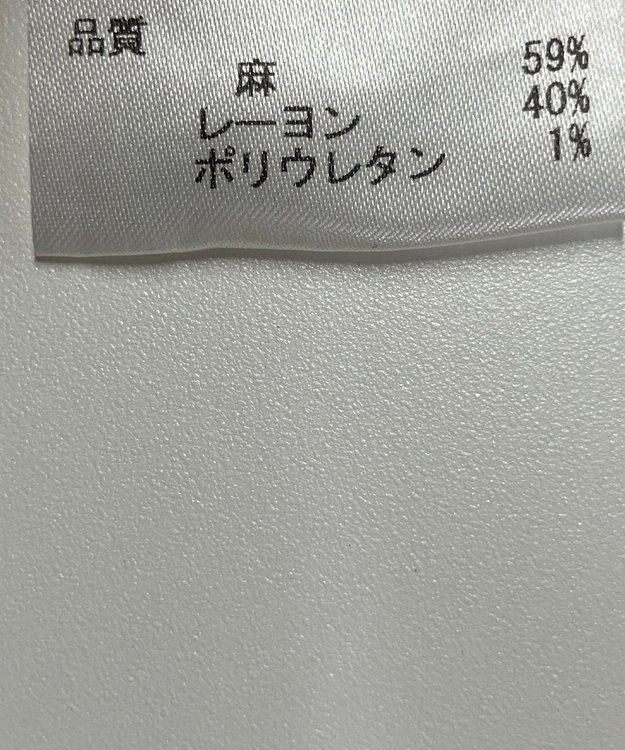 品質
麻 59%
レーヨン 40%
ポリウレタン 1%